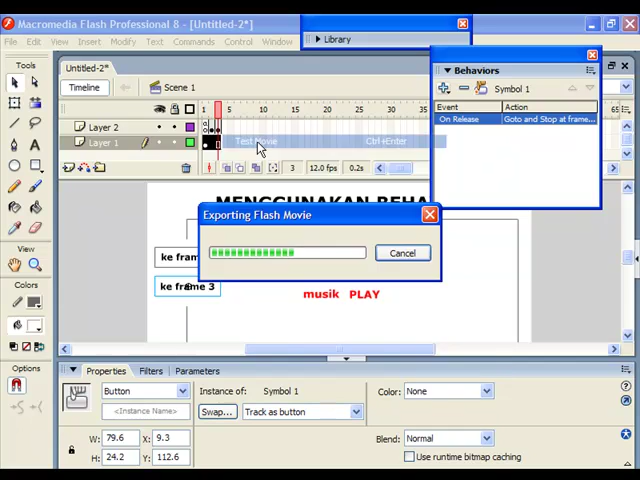 Macromedia Flash Professional 8 - [Untitled-2*]
File Edit View Insert Modify Text Commands Control Window
Library
Tools
Untitled-2*
Timeline
Scene 1
Behaviors
Symbol 1
Event Action
On Release Goto and Stop at frame...
1 5 10 15 20 25 30 35 65
Layer 2
Layer 1
Test Movie Ctrl+Enter
3 12.0 fps 0.2s
View
MENGGUNAKAN BEHA
Exporting Flash Movie
Cancel
ke fram
ke frame 3
musik PLAY
Colors
Options
Properties Filters Parameters
Button
<Instance Name>
Instance of: Symbol 1
Swap... Track as button
Color: None
W: 79.6 X: 9.3
H: 24.2 Y: 112.6
Blend: Normal
Use runtime bitmap caching